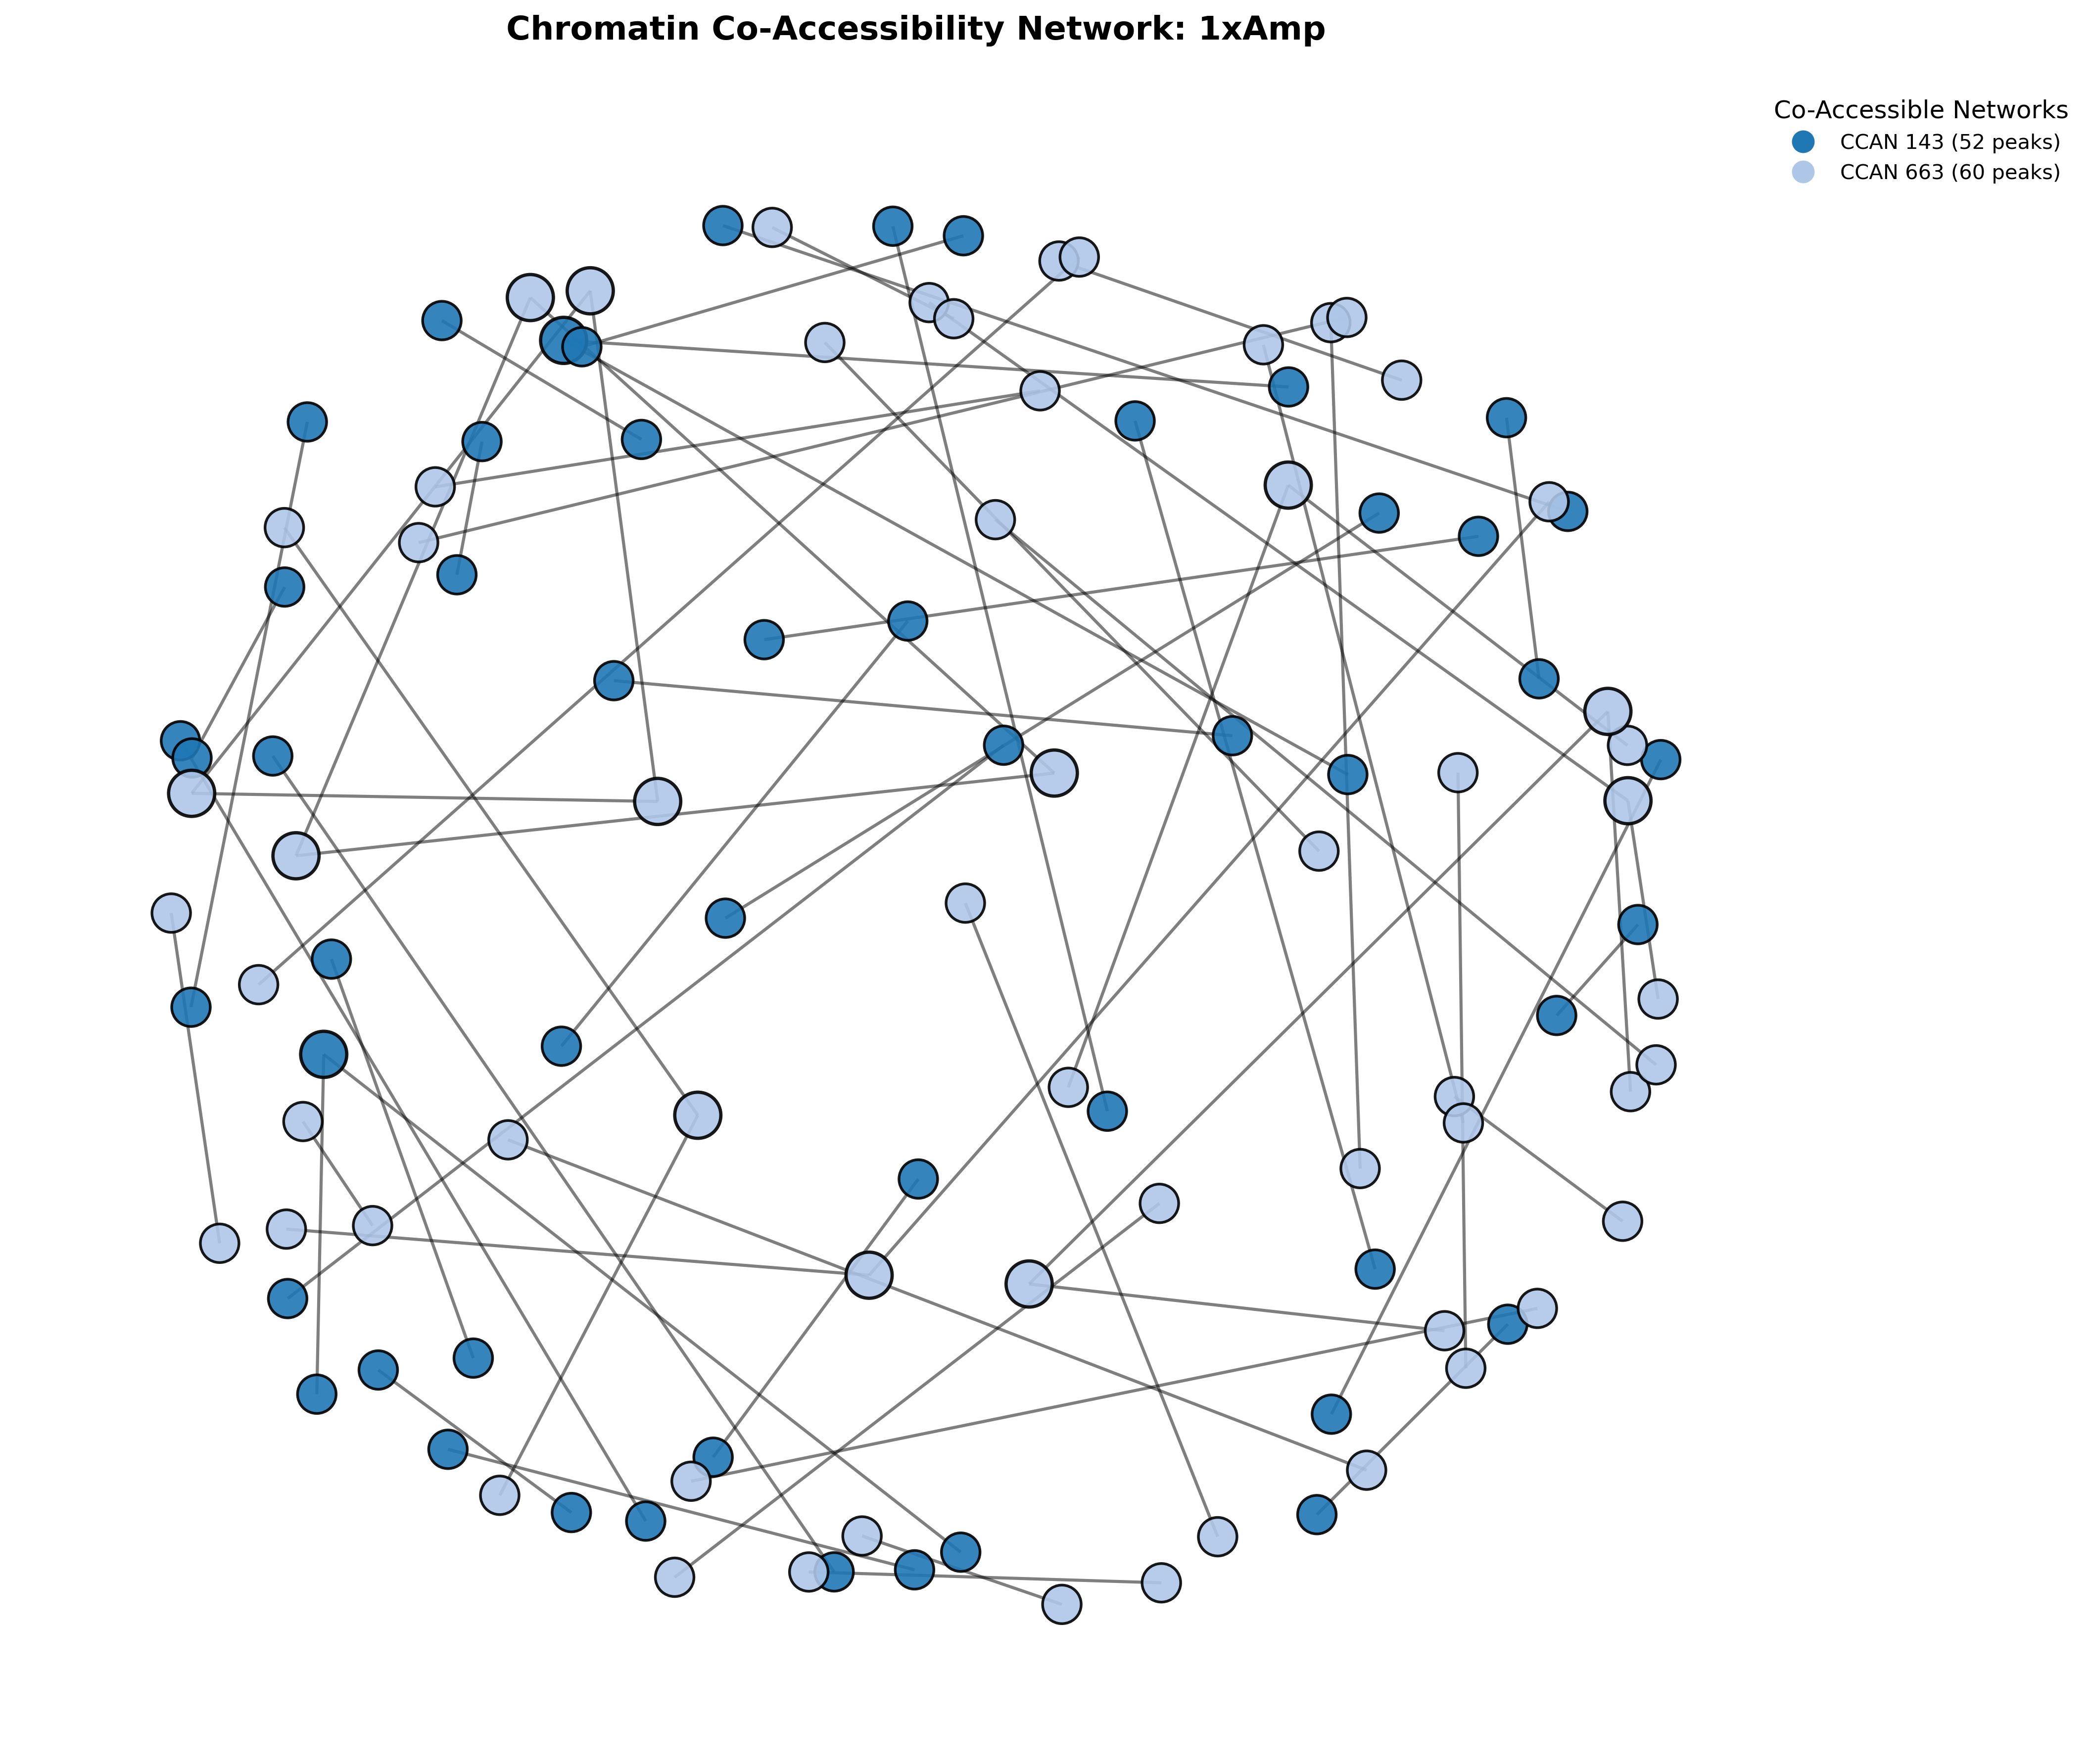 Chromatin Co-Accessibility Network: 1xAmp
Co-Accessible Networks
CCAN 143 (52 peaks)
CCAN 663 (60 peaks)